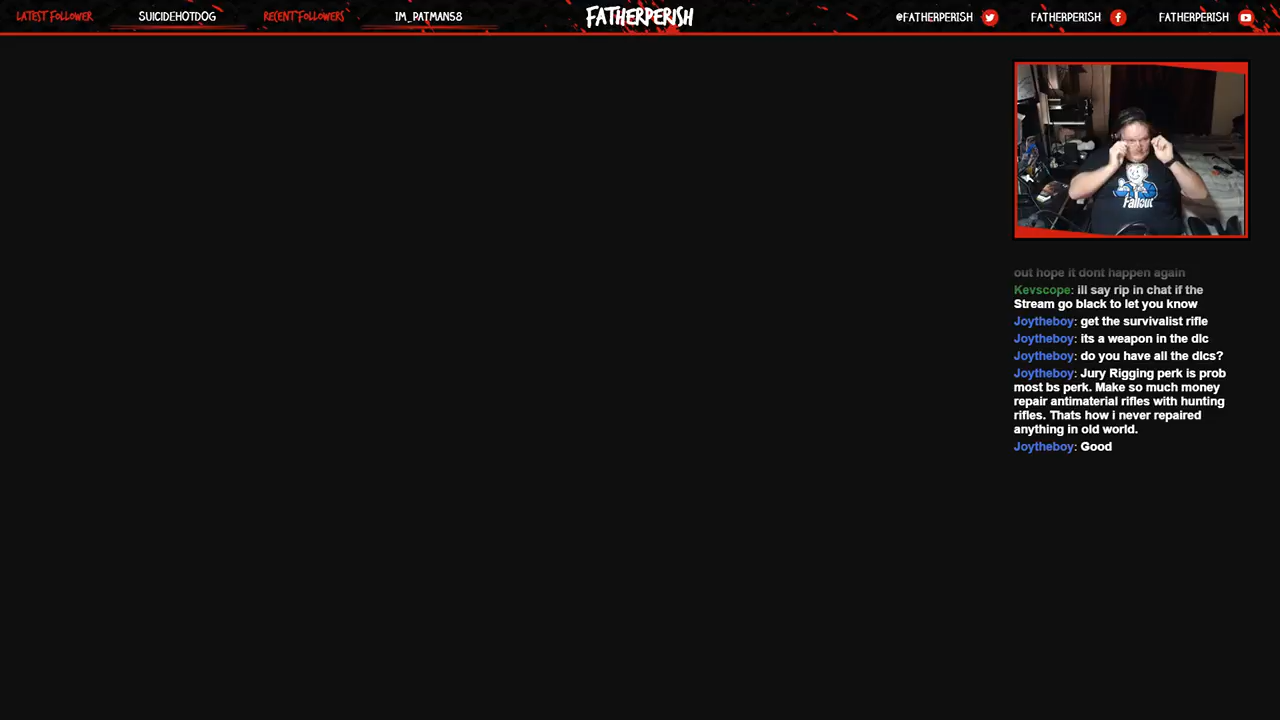 LATEST FOLLOWER SUICIDEHOTDOG RECENT FOLLOWERS IM_PATMAN58 FATHERPERISH @FATHERPERISH FATHERPERISH FATHERPERISH
Fallout
out hope it dont happen again
Kevscope: ill say rip in chat if the
Stream go black to let you know
Joytheboy: get the survivalist rifle
Joytheboy: its a weapon in the dlc
Joytheboy: do you have all the dlcs?
Joytheboy: Jury Rigging perk is prob
most bs perk. Make so much money
repair antimaterial rifles with hunting
rifles. Thats how i never repaired
anything in old world.
Joytheboy: Good